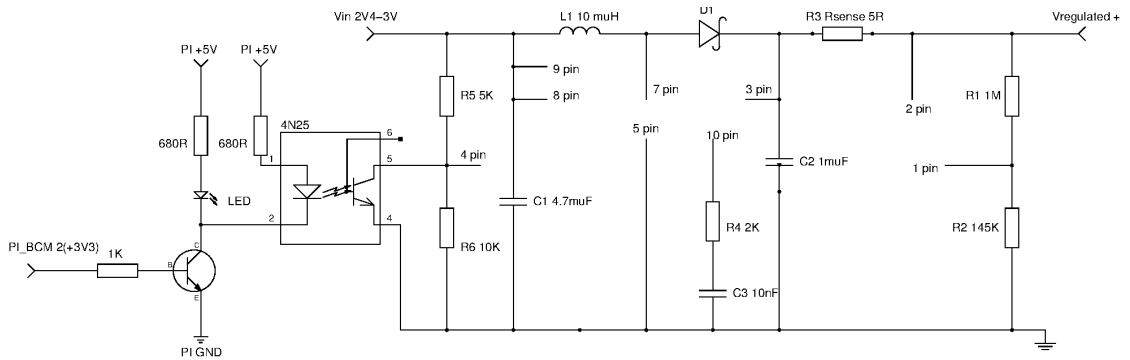 Vin 2V4-3V
L1 10 muH
D1
R3 Rsense 5R
Vregulated +
PI +5V
PI +5V
9 pin
8 pin
7 pin
3 pin
2 pin
R5 5K
R1 1M
4N25
680R
680R
6
1
5
4 pin
5 pin
10 pin
C2 1muF
1 pin
LED
2
4
C1 4.7muF
R4 2K
R2 145K
R6 10K
PI_BCM 2(+3V3)
1K
C
B
E
C3 10nF
PI GND